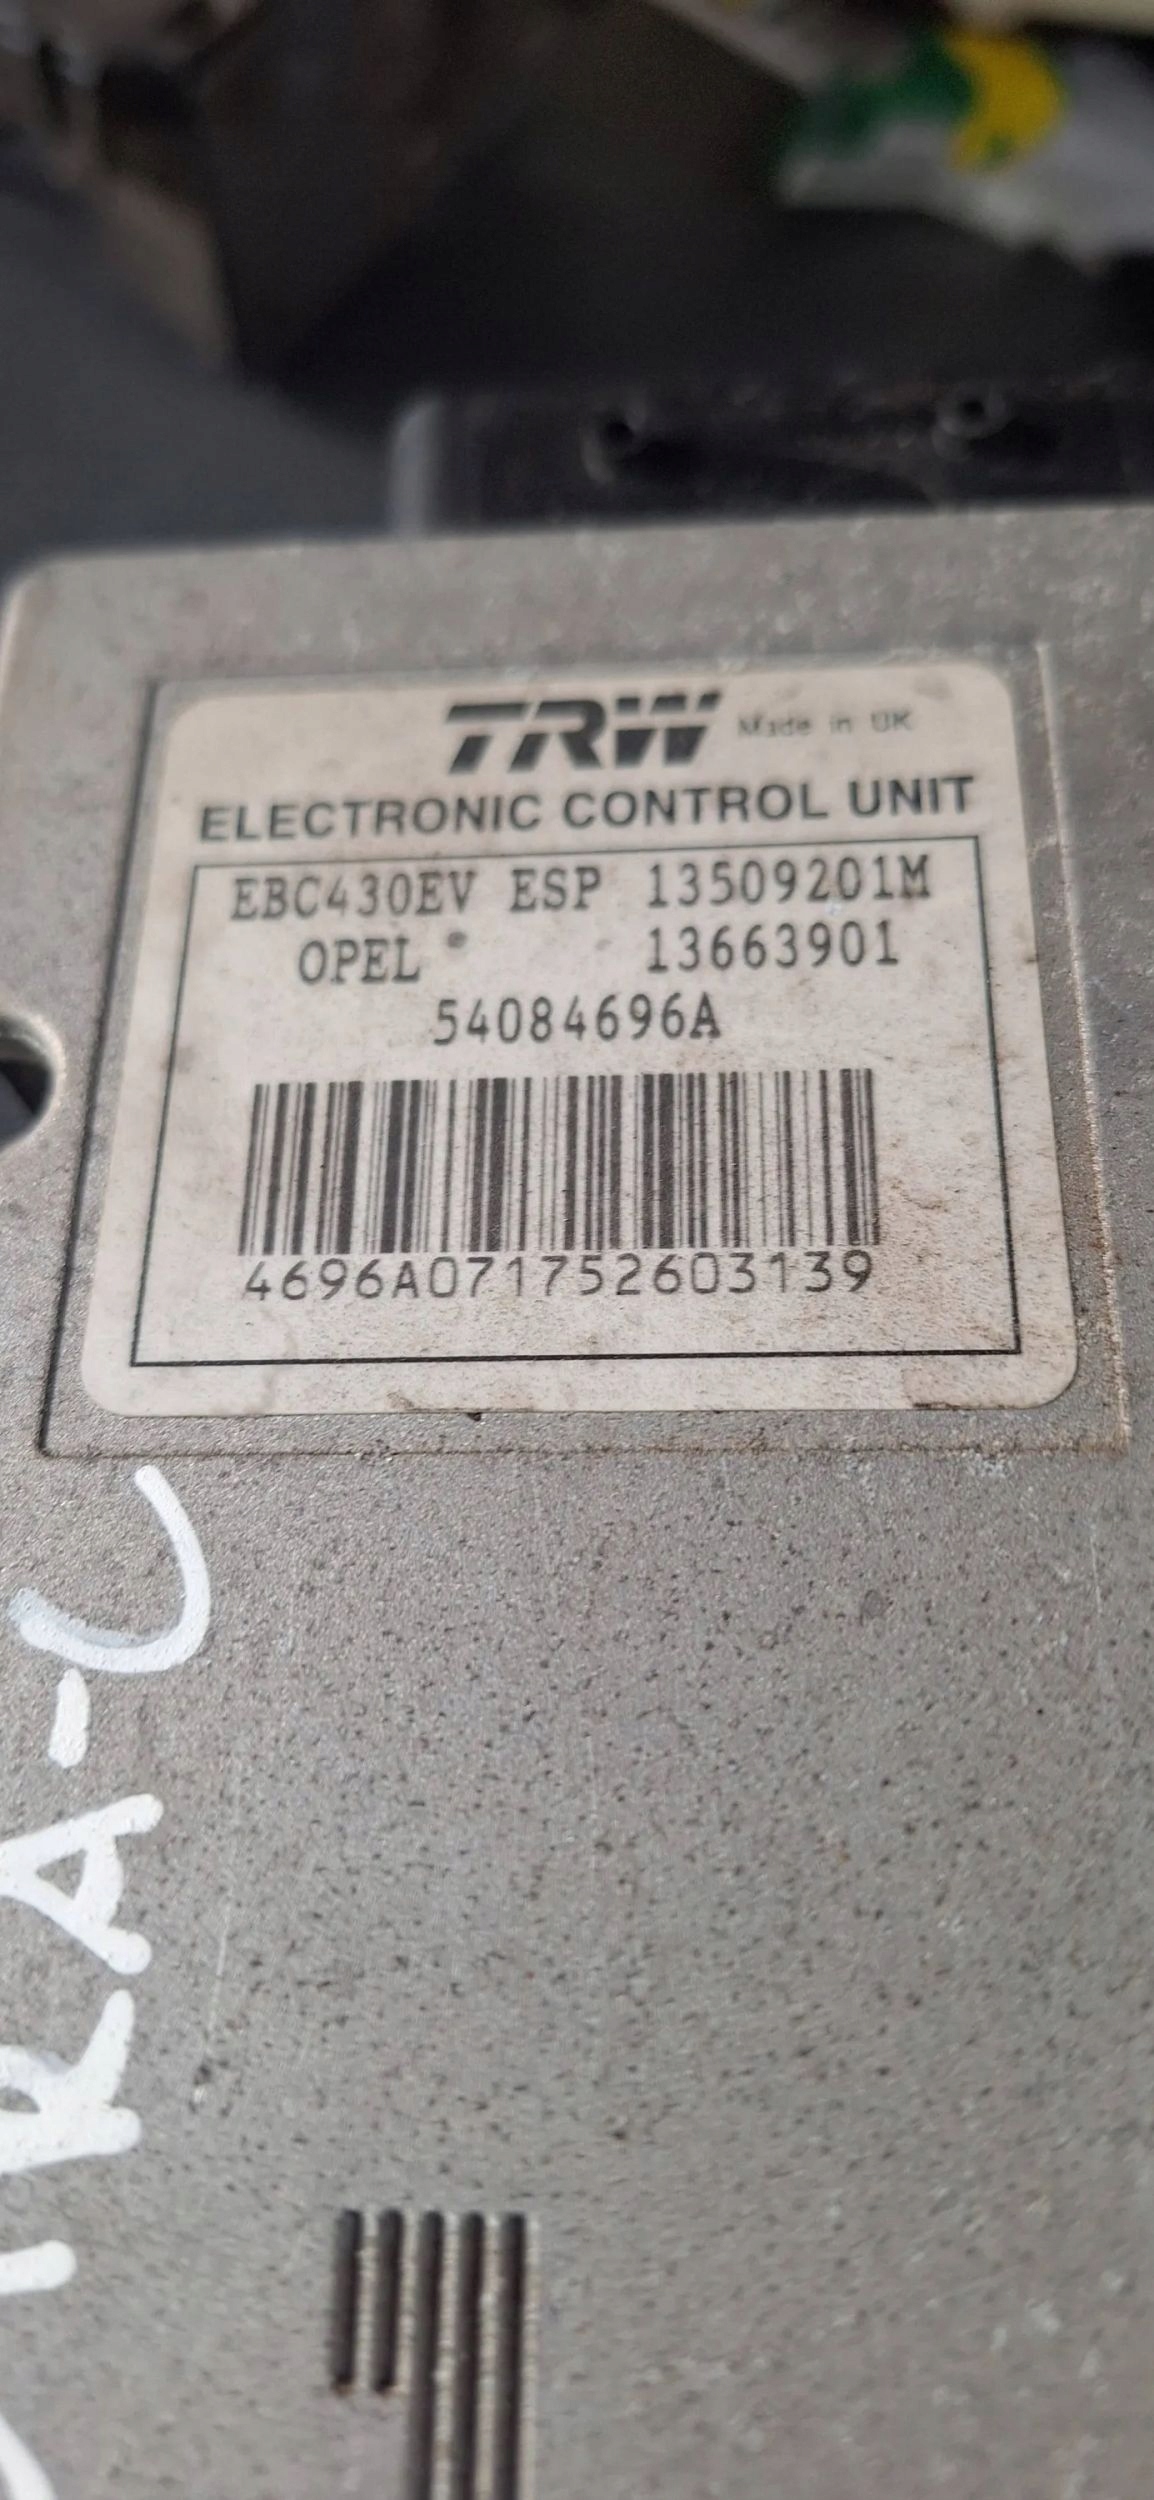 TRW Made in UK
ELECTRONIC CONTROL UNIT
EBC430EV ESP 13509201M
OPEL 13663901
54084696A
4696A071752603139